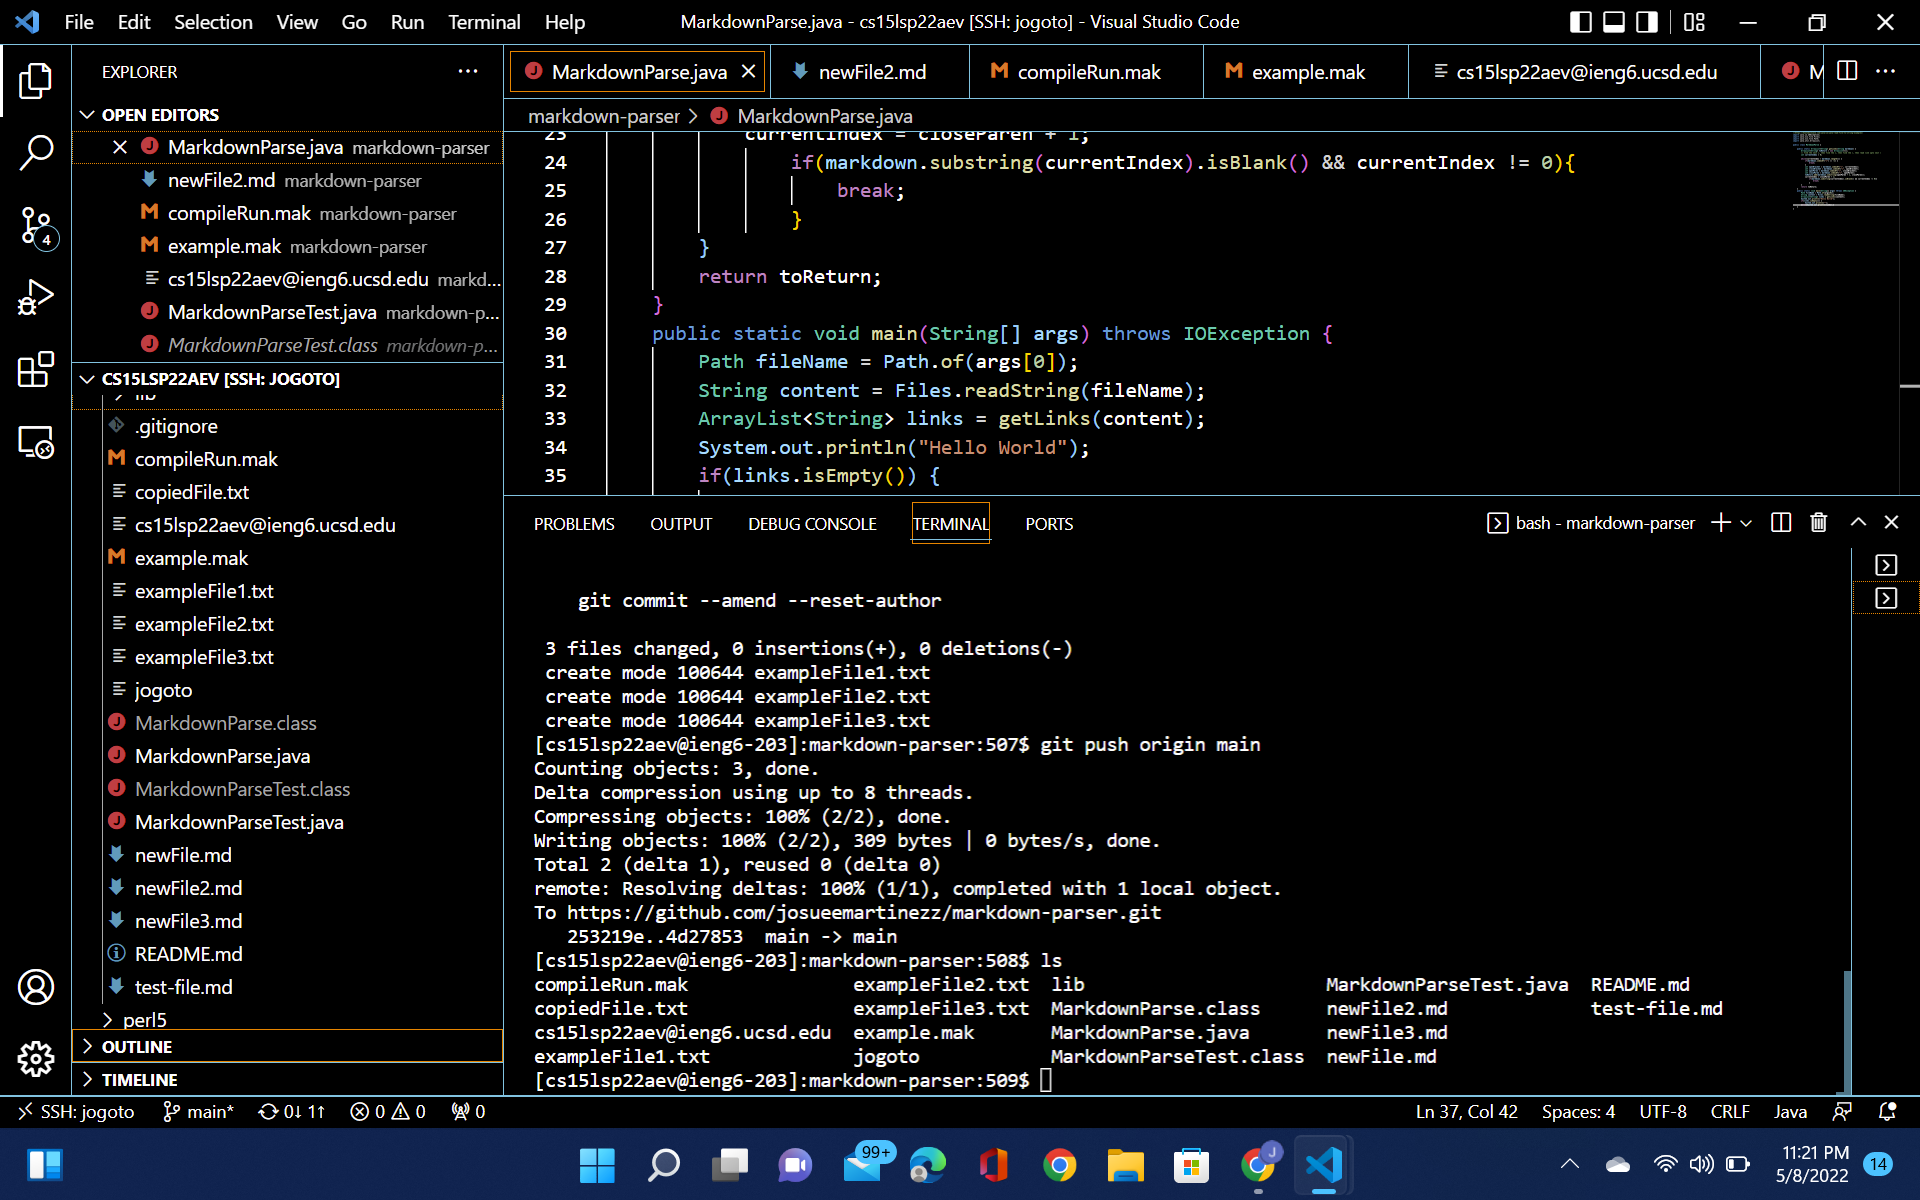 File Edit Selection View Go Run Terminal Help
MarkdownParse.java - cs15lsp22aev [SSH: jogoto] - Visual Studio Code
EXPLORER
OPEN EDITORS
MarkdownParse.java markdown-parser
newFile2.md markdown-parser
compileRun.mak markdown-parser
example.mak markdown-parser
cs15lsp22aev@ieng6.ucsd.edu markd...
MarkdownParseTest.java markdown-p...
MarkdownParseTest.class markdown-p...
CS15LSP22AEV [SSH: JOGOTO]
lib
.gitignore
compileRun.mak
copiedFile.txt
cs15lsp22aev@ieng6.ucsd.edu
example.mak
exampleFile1.txt
exampleFile2.txt
exampleFile3.txt
jogoto
MarkdownParse.class
MarkdownParse.java
MarkdownParseTest.class
MarkdownParseTest.java
newFile.md
newFile2.md
newFile3.md
README.md
test-file.md
perl5
OUTLINE
TIMELINE
4
MarkdownParse.java newFile2.md compileRun.mak example.mak cs15lsp22aev@ieng6.ucsd.edu M
markdown-parser > MarkdownParse.java
23 currentIndex = closeParen + 1;
24 if(markdown.substring(currentIndex).isBlank() && currentIndex != 0){
25 break;
26 }
27 }
28 return toReturn;
29 }
30 public static void main(String[] args) throws IOException {
31 Path fileName = Path.of(args[0]);
32 String content = Files.readString(fileName);
33 ArrayList<String> links = getLinks(content);
34 System.out.println("Hello World");
35 if(links.isEmpty()) {
PROBLEMS OUTPUT DEBUG CONSOLE TERMINAL PORTS
bash - markdown-parser
git commit --amend --reset-author
3 files changed, 0 insertions(+), 0 deletions(-)
create mode 100644 exampleFile1.txt
create mode 100644 exampleFile2.txt
create mode 100644 exampleFile3.txt
[cs15lsp22aev@ieng6-203]:markdown-parser:507$ git push origin main
Counting objects: 3, done.
Delta compression using up to 8 threads.
Compressing objects: 100% (2/2), done.
Writing objects: 100% (2/2), 309 bytes | 0 bytes/s, done.
Total 2 (delta 1), reused 0 (delta 0)
remote: Resolving deltas: 100% (1/1), completed with 1 local object.
To https://github.com/josueemartinezz/markdown-parser.git
253219e..4d27853 main -> main
[cs15lsp22aev@ieng6-203]:markdown-parser:508$ ls
compileRun.mak exampleFile2.txt lib MarkdownParseTest.java README.md
copiedFile.txt exampleFile3.txt MarkdownParse.class newFile2.md test-file.md
cs15lsp22aev@ieng6.ucsd.edu example.mak MarkdownParse.java newFile3.md
exampleFile1.txt jogoto MarkdownParseTest.class newFile.md
[cs15lsp22aev@ieng6-203]:markdown-parser:509$
SSH: jogoto main* 0↓ 1↑ 0 0 0
Ln 37, Col 42 Spaces: 4 UTF-8 CRLF Java
99+
J
11:21 PM
5/8/2022
14